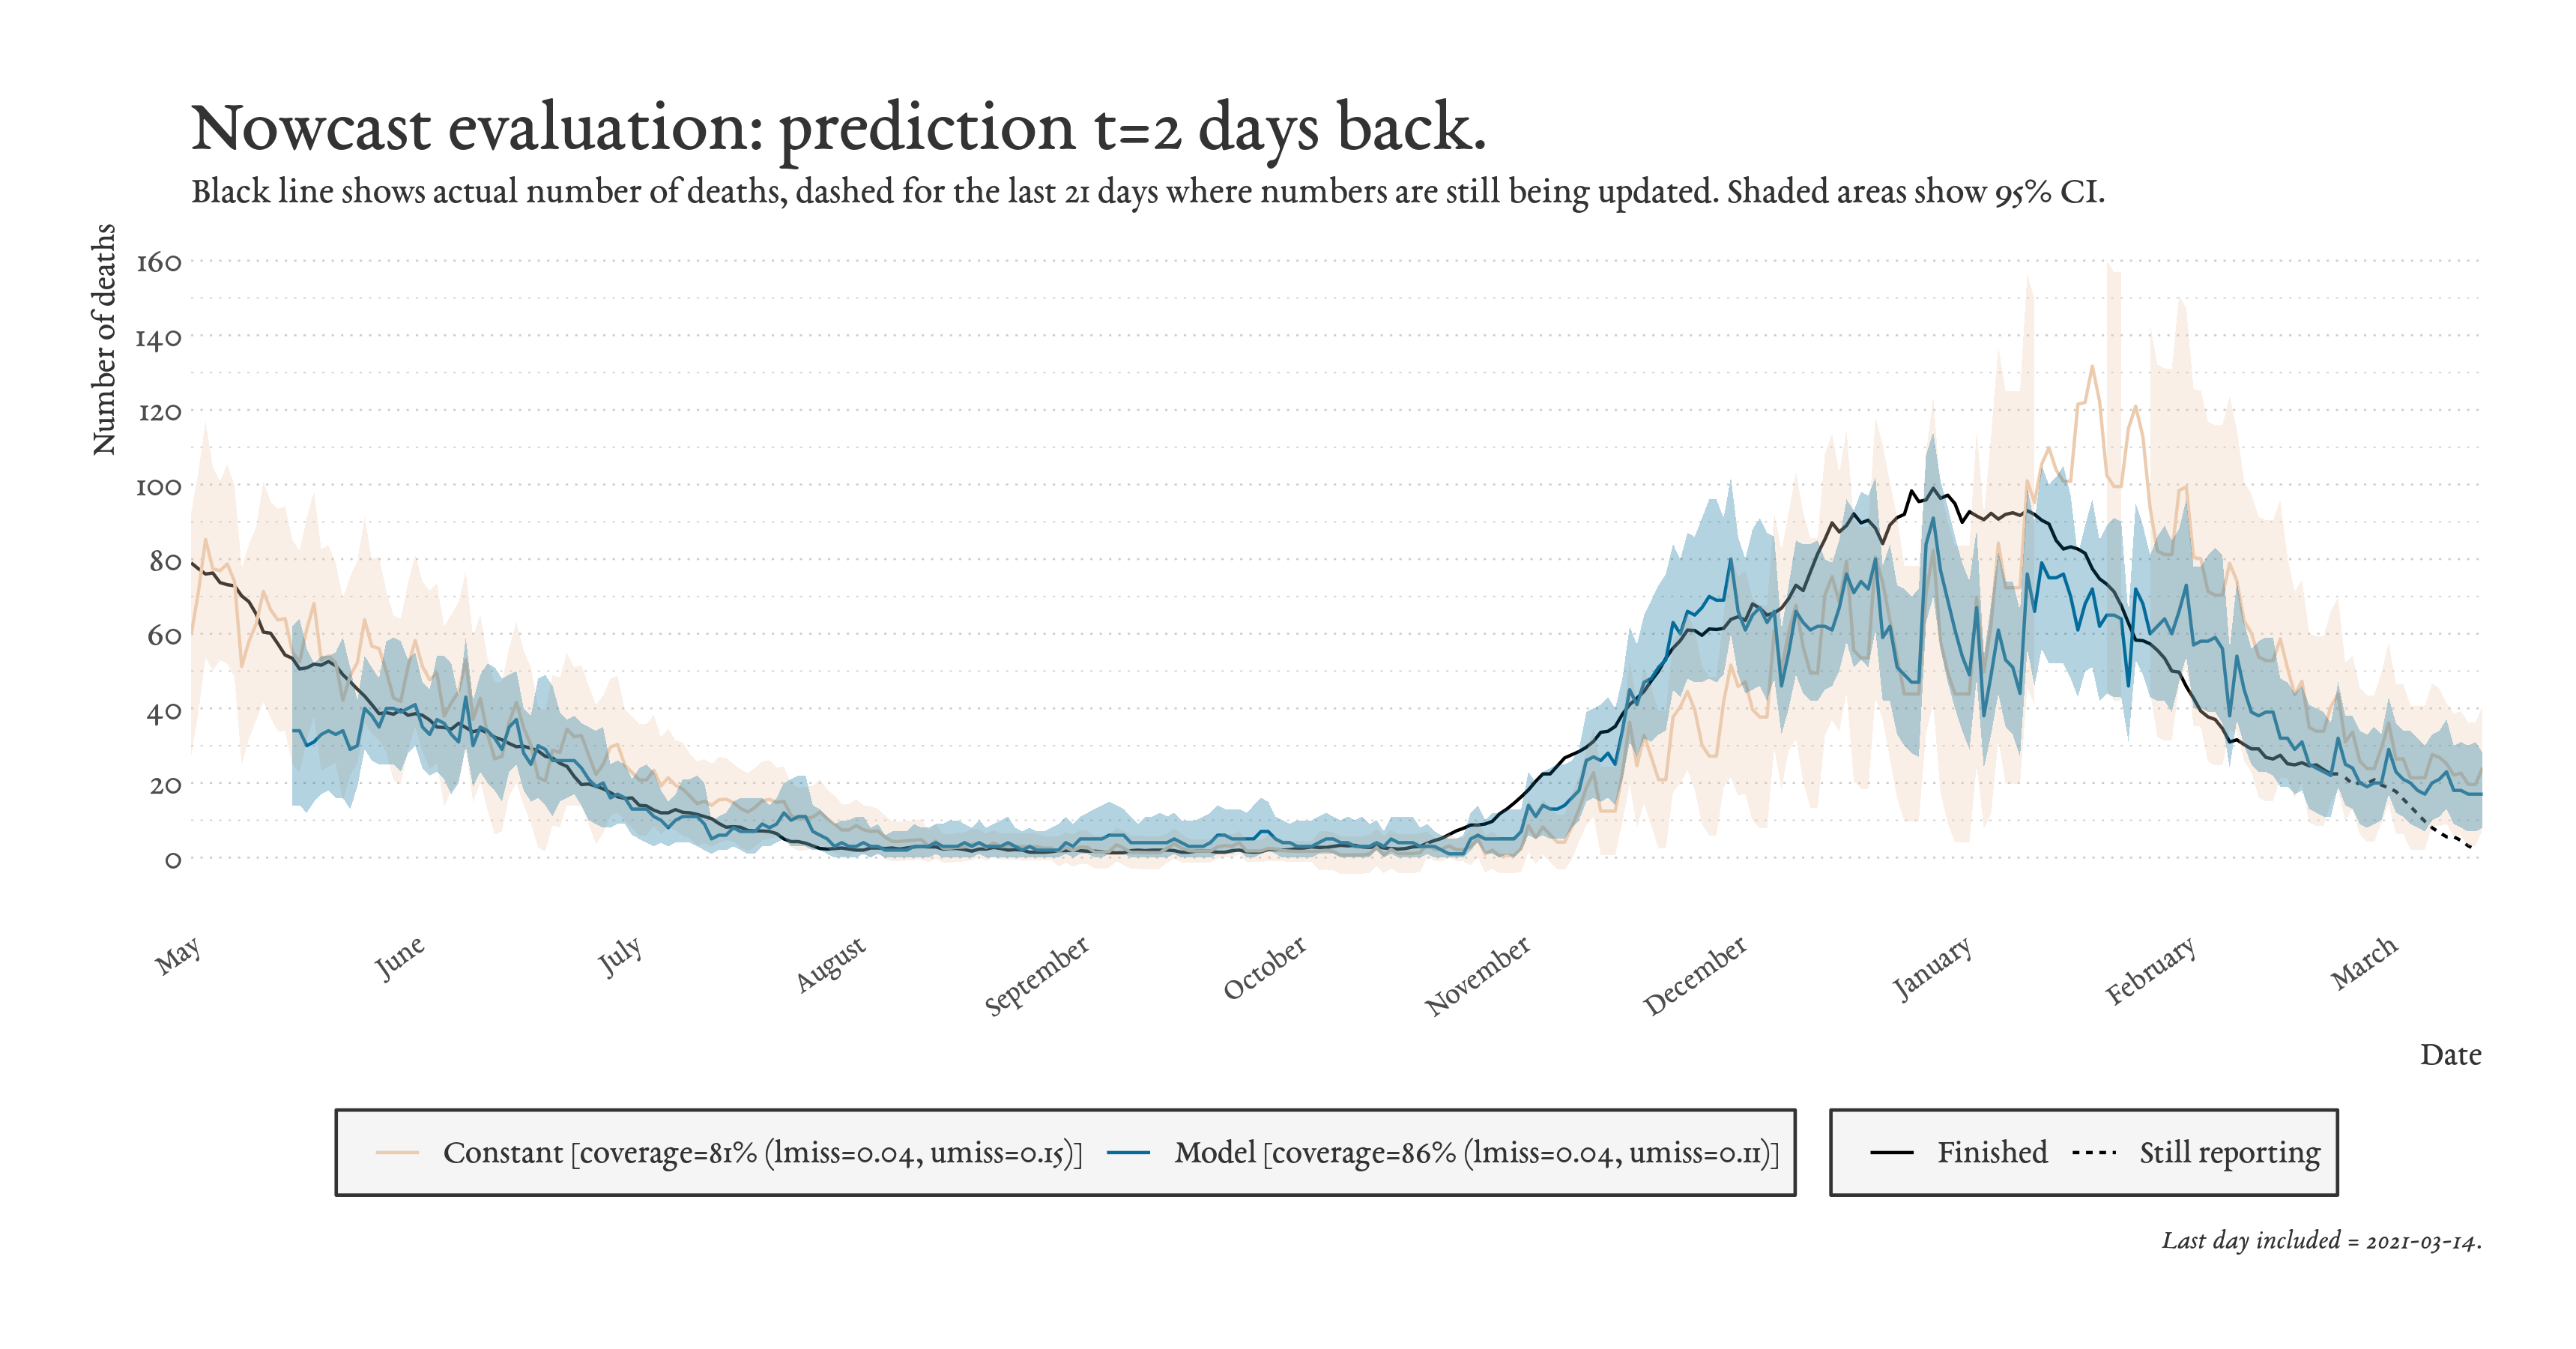 Nowcast evaluation: prediction t=2 days back.
Black line shows actual number of deaths, dashed for the last 21 days where numbers are still being updated. Shaded areas show 95% CI.
Number of deaths
160
140
120
100
80
60
40
20
0
May
June
July
August
September
October
November
December
January
February
March
Date
Constant [coverage=81% (lmiss=0.04, umiss=0.15)]
Model [coverage=86% (lmiss=0.04, umiss=0.11)]
Finished
Still reporting
Last day included = 2021-03-14.